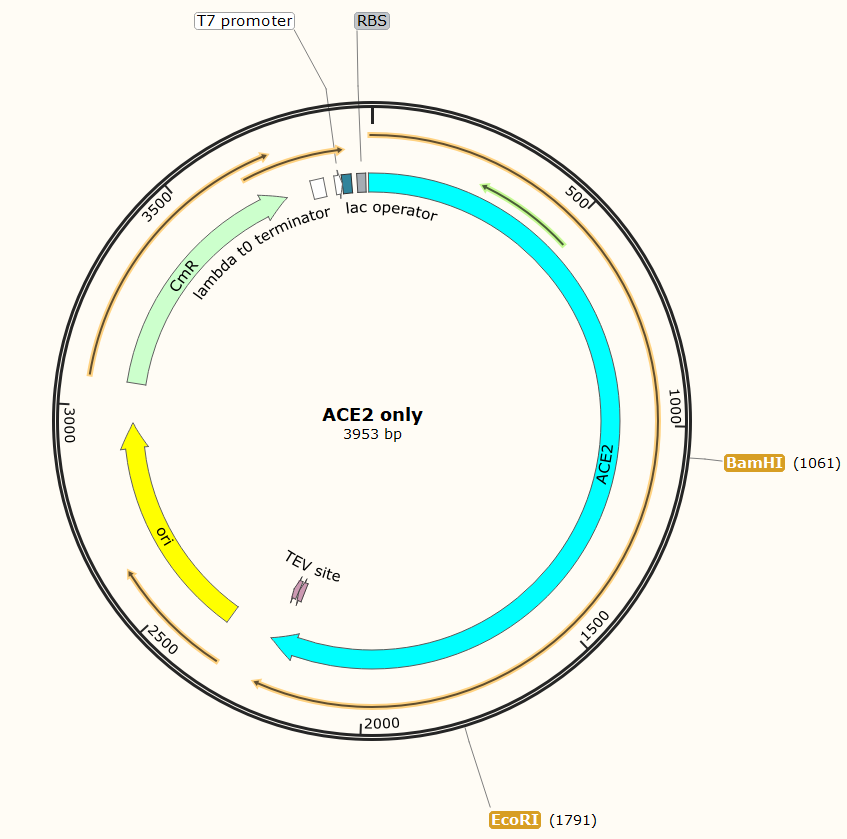 T7 promoter
RBS
500
3500
lac operator
lambda t0 terminator
CmR
ACE2 only
3953 bp
1000
3000
ACE2
BamHI (1061)
ori
TEV site
1500
2500
2000
EcoRI (1791)